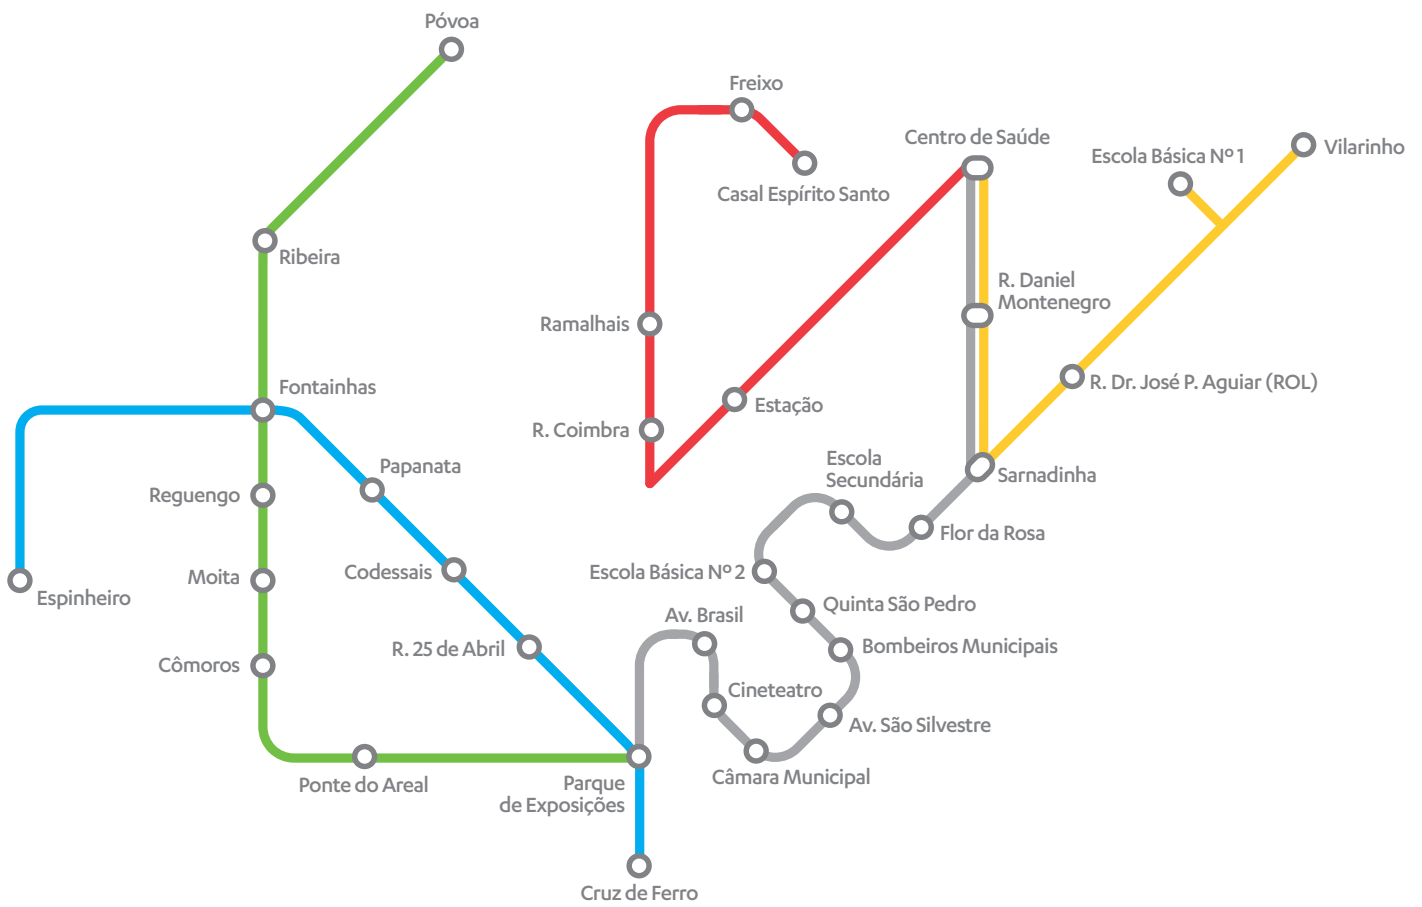 Póvoa
Freixo
Centro de Saúde
Escola Básica Nº 1
Vilarinho
Casal Espírito Santo
Ribeira
R. Daniel
Montenegro
Ramalhais
Fontainhas
R. Dr. José P. Aguiar (ROL)
Estação
R. Coimbra
Papanata
Escola
Secundária
Sarnadinha
Reguengo
Flor da Rosa
Moita
Codessais
Escola Básica Nº 2
Espinheiro
Quinta São Pedro
Av. Brasil
Bombeiros Municipais
R. 25 de Abril
Cômoros
Cineteatro
Av. São Silvestre
Câmara Municipal
Ponte do Areal
Parque
de Exposições
Cruz de Ferro